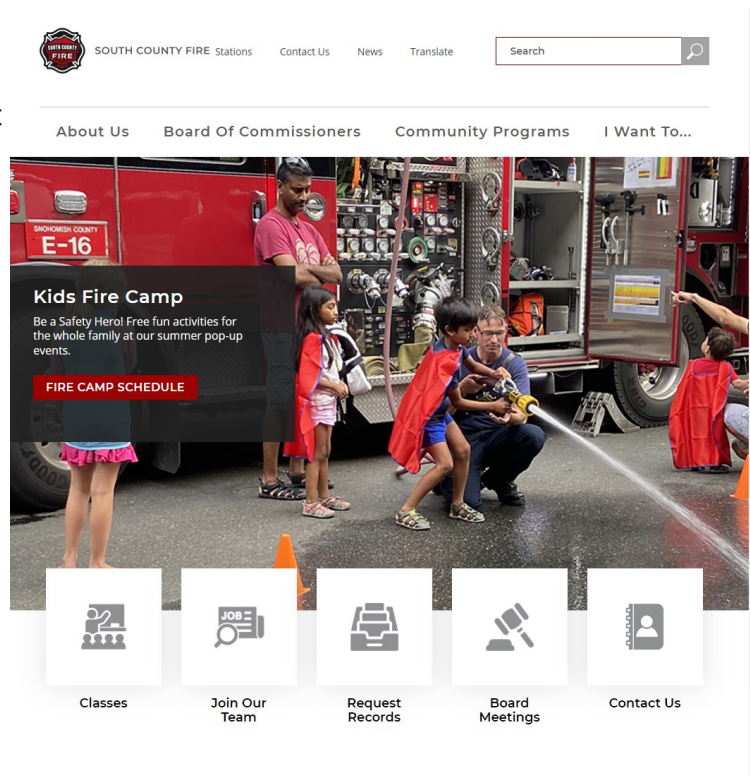 SOUTH COUNTY
FIRE
SOUTH COUNTY FIRE Stations Contact Us News Translate Search
About Us Board Of Commissioners Community Programs I Want To...
SNOHOMISH COUNTY
E-16
Kids Fire Camp
Be a Safety Hero! Free fun activities for
the whole family at our summer pop-up
events.
FIRE CAMP SCHEDULE
JOB
Classes Join Our Team Request Records Board Meetings Contact Us